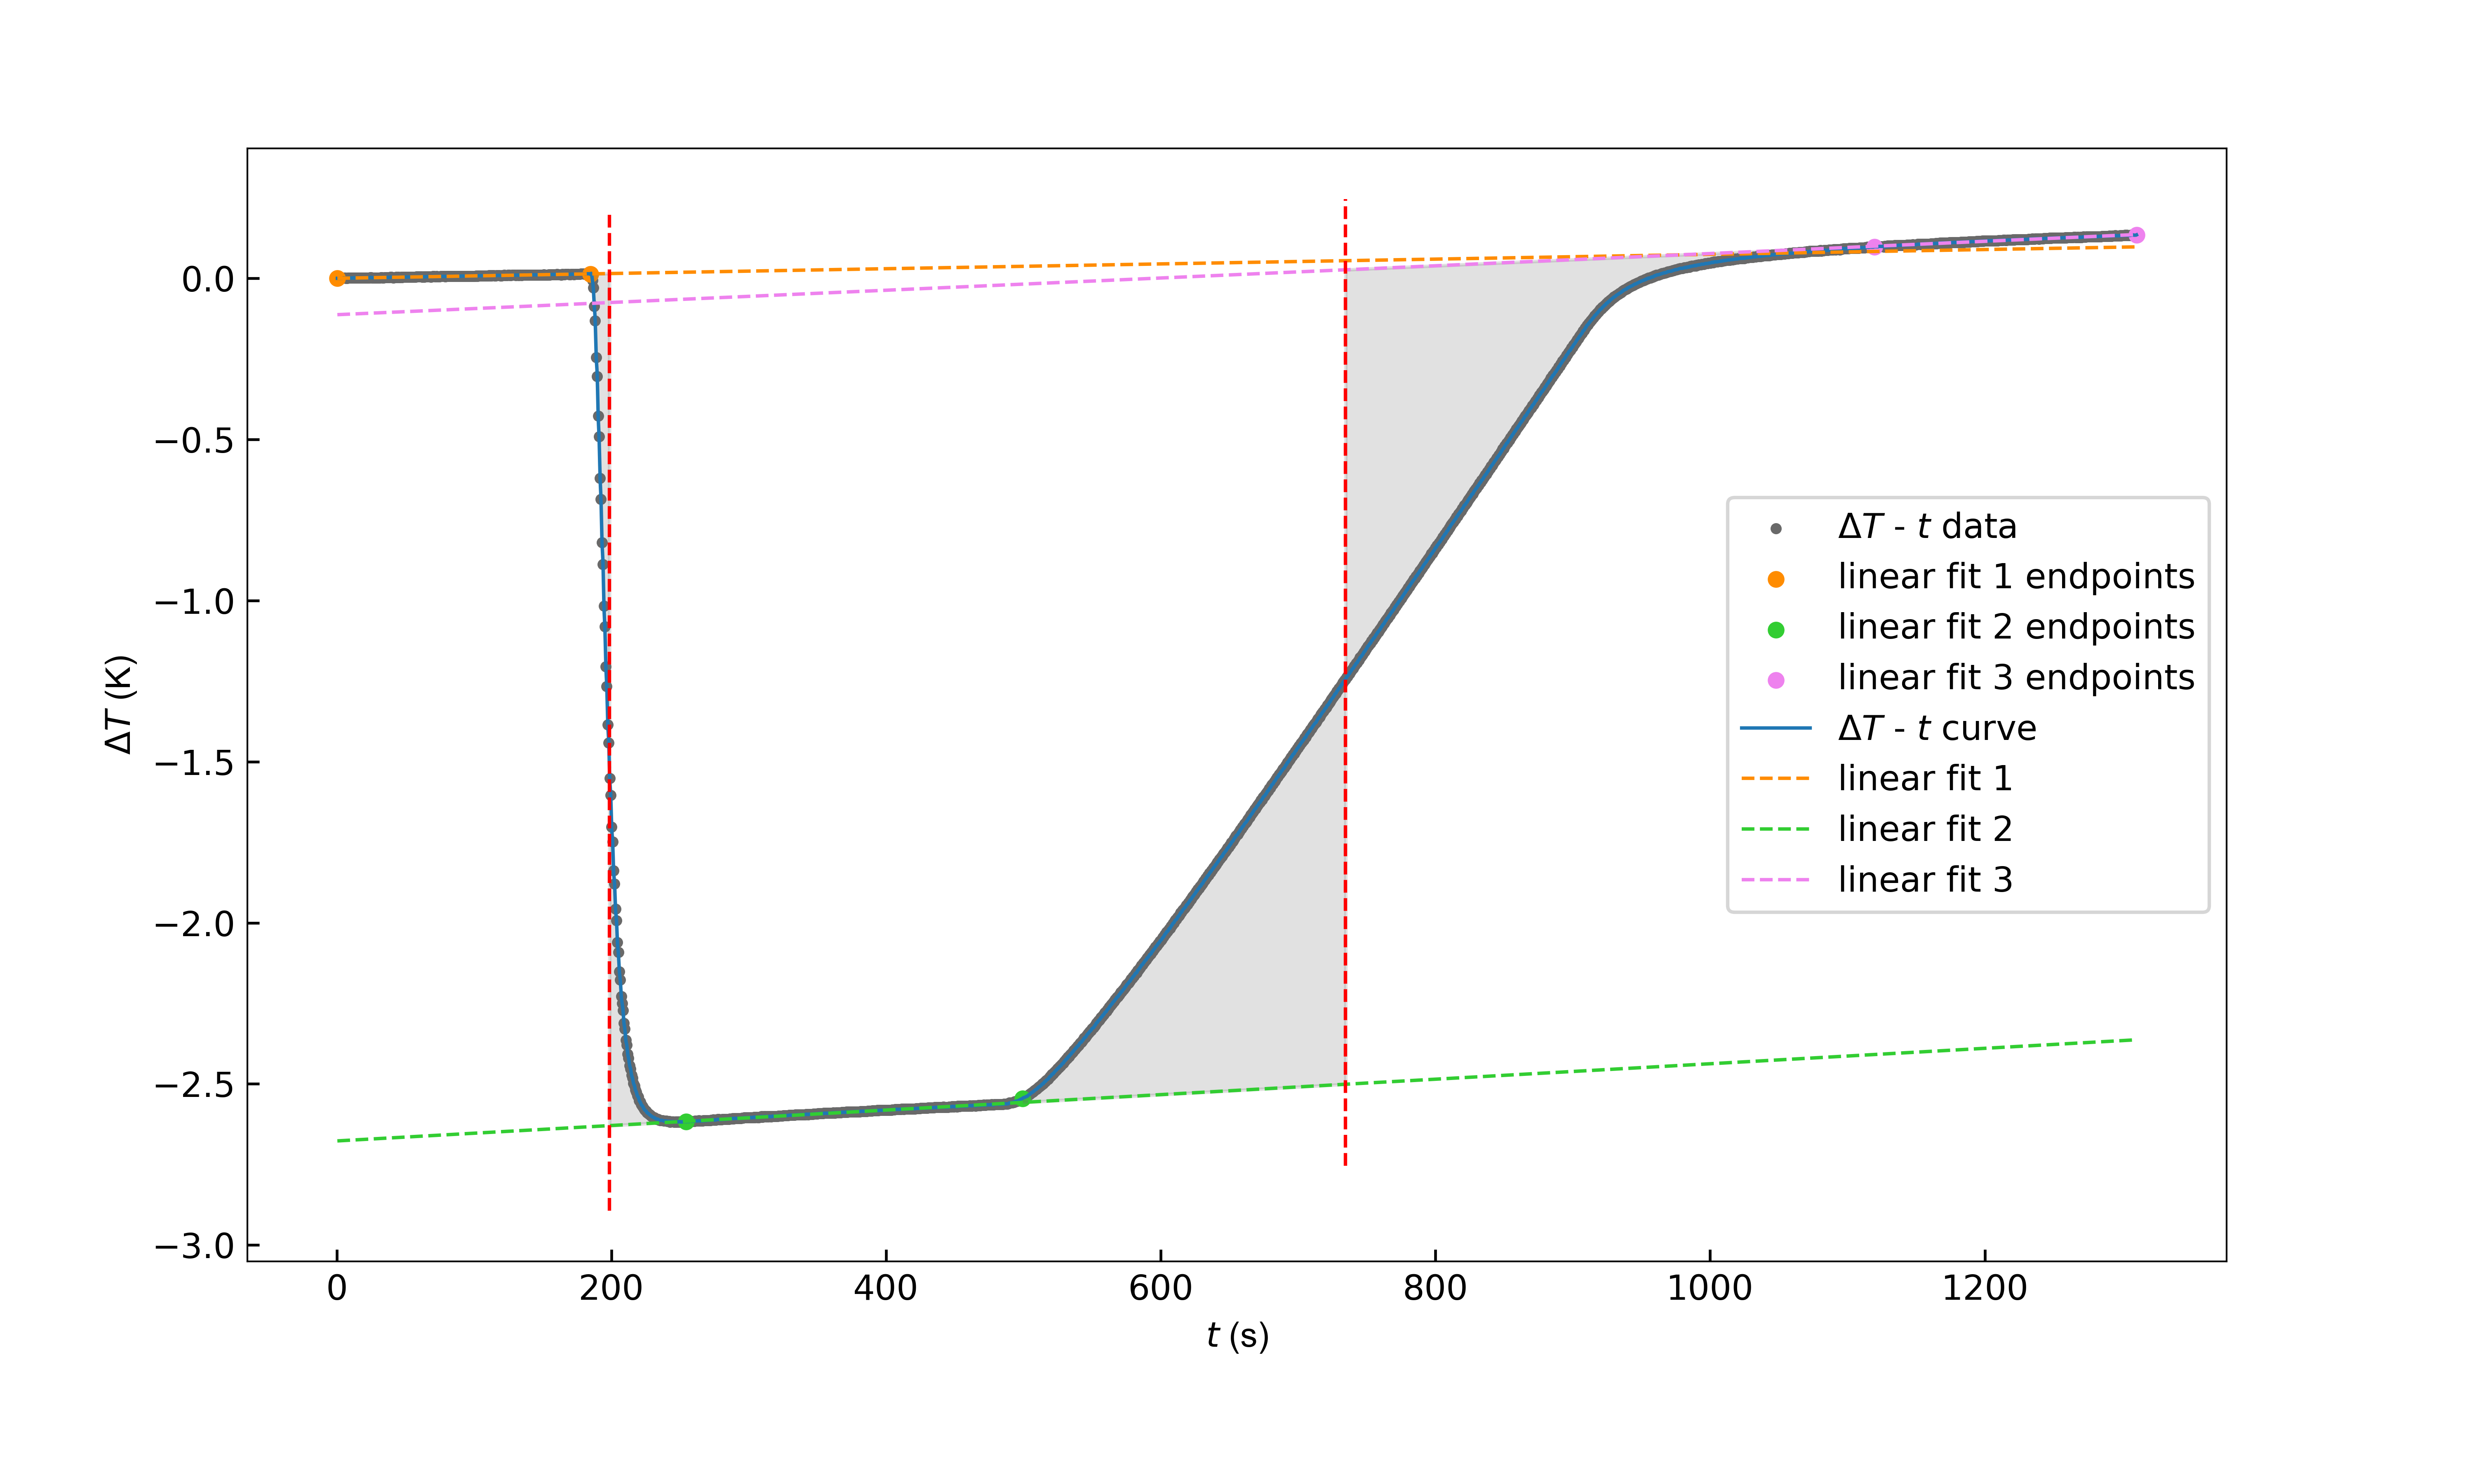 0.0
−0.5
−1.0
−1.5
−2.0
−2.5
−3.0
ΔT (K)
0 200 400 600 800 1000 1200
t (s)
ΔT - t data
linear fit 1 endpoints
linear fit 2 endpoints
linear fit 3 endpoints
ΔT - t curve
linear fit 1
linear fit 2
linear fit 3